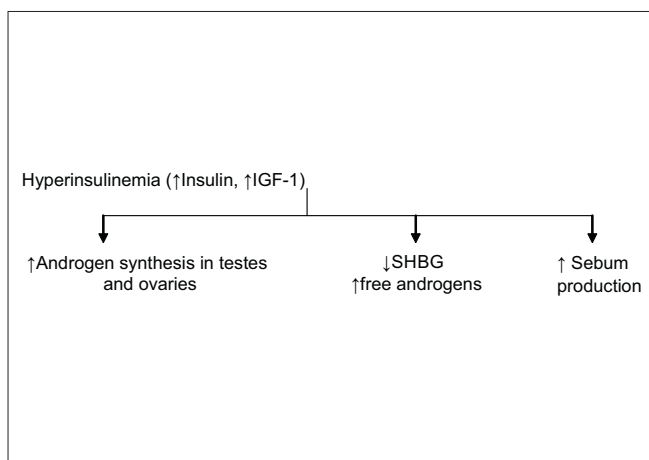 Hyperinsulinemia (↑Insulin, ↑IGF-1)
↑Androgen synthesis in testes
and ovaries
↓SHBG
↑free androgens
↑ Sebum
production